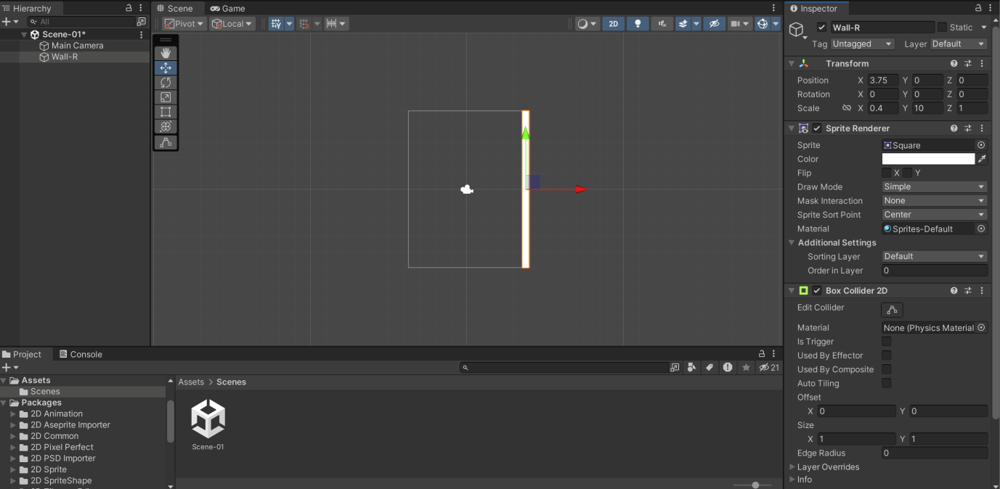 Hierarchy
All
Scene-01*
Main Camera
Wall-R
Scene
Game
Pivot
Local
2D
Inspector
Wall-R
Static
Tag Untagged
Layer Default
Transform
Position X 3.75 Y 0 Z 0
Rotation X 0 Y 0 Z 0
Scale X 0.4 Y 10 Z 1
Sprite Renderer
Sprite Square
Color
Flip X Y
Draw Mode Simple
Mask Interaction None
Sprite Sort Point Center
Material Sprites-Default
Additional Settings
Sorting Layer Default
Order in Layer 0
Box Collider 2D
Edit Collider
Material None (Physics Material
Is Trigger
Used By Effector
Used By Composite
Auto Tiling
Offset
X 0 Y 0
Size
X 1 Y 1
Edge Radius 0
Layer Overrides
Info
Project
Console
21
Assets
Scenes
Packages
2D Animation
2D Aseprite Importer
2D Common
2D Pixel Perfect
2D PSD Importer
2D Sprite
2D SpriteShape
Assets > Scenes
Scene-01